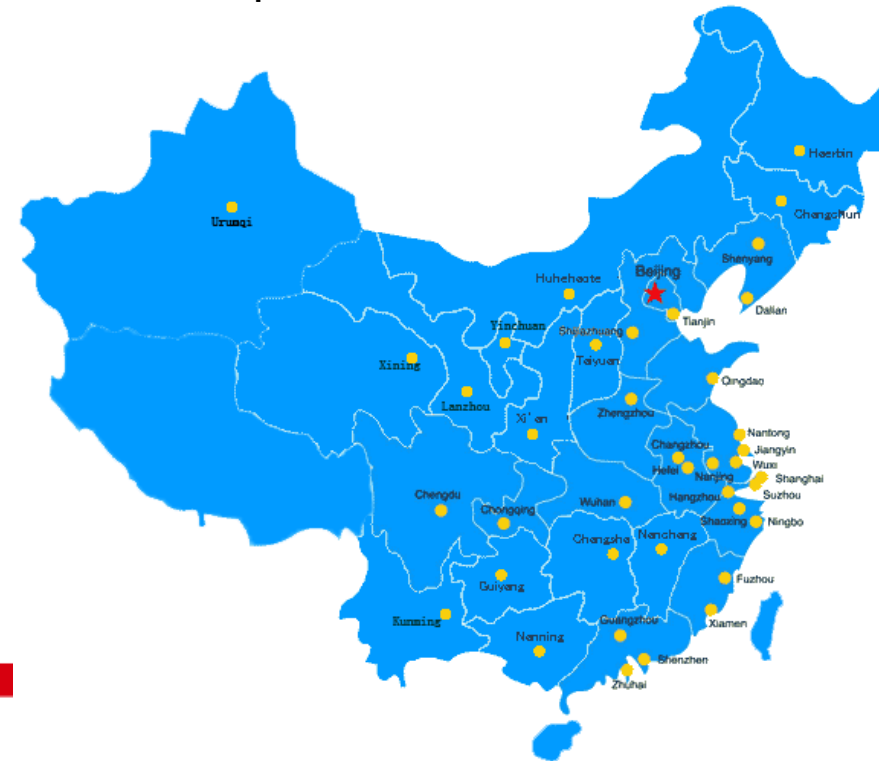 Haerbin
Changchun
Urumqi
Shenyang
Beijing
Huhehaote
Dalian
Tianjin
Yinchuan
Shijiazhuang
Taiyuan
Xining
Qingdao
Lanzhou
Zhengzhou
Xi'an
Nantong
Changzhou
Jiangyin
Wuxi
Hefei
Nanjing
Shanghai
Chengdu
Suzhou
Hangzhou
Wuhan
Chongqing
Shaoxing
Ningbo
Changsha
Nancheng
Fuzhou
Guiyang
Kunming
Guangzhou
Xiamen
Nanning
Shenzhen
Zhuhai